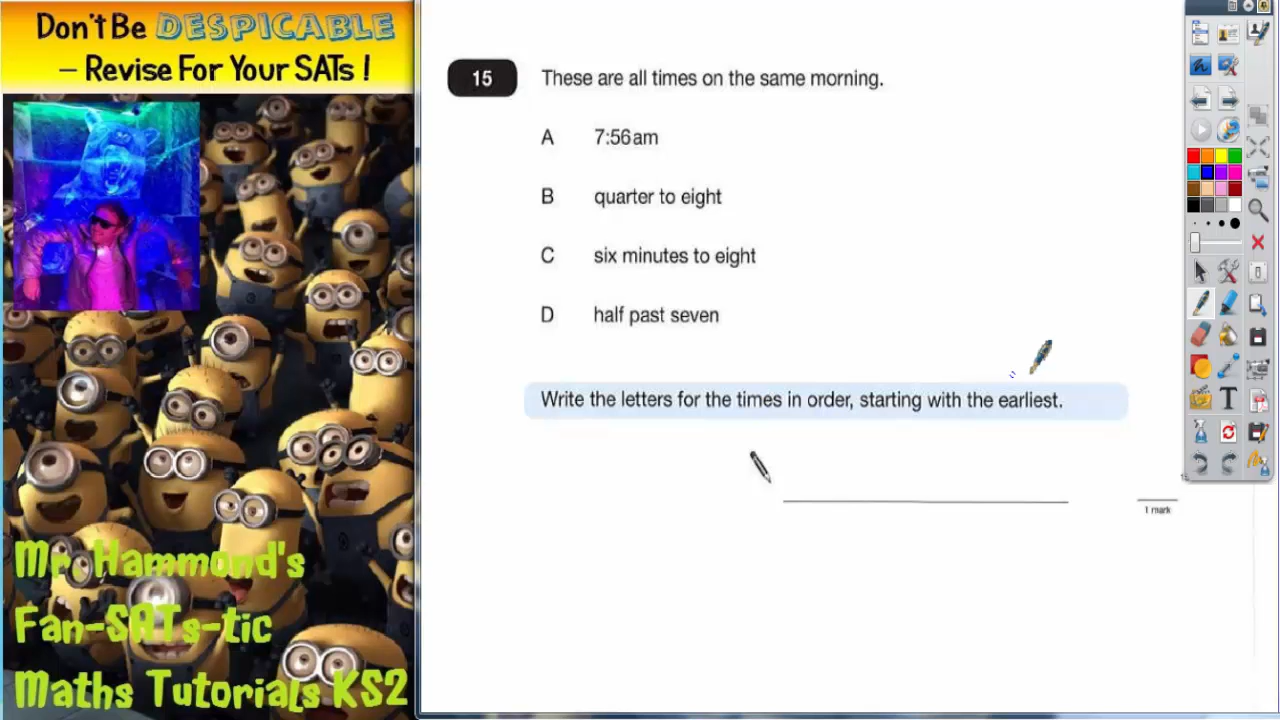 Don't Be DESPICABLE
– Revise For Your SATs !
Mr. Hammond's
Fan-SATs-tic
Maths Tutorials KS2
15 These are all times on the same morning.
A 7:56am
B quarter to eight
C six minutes to eight
D half past seven
Write the letters for the times in order, starting with the earliest.
1 mark